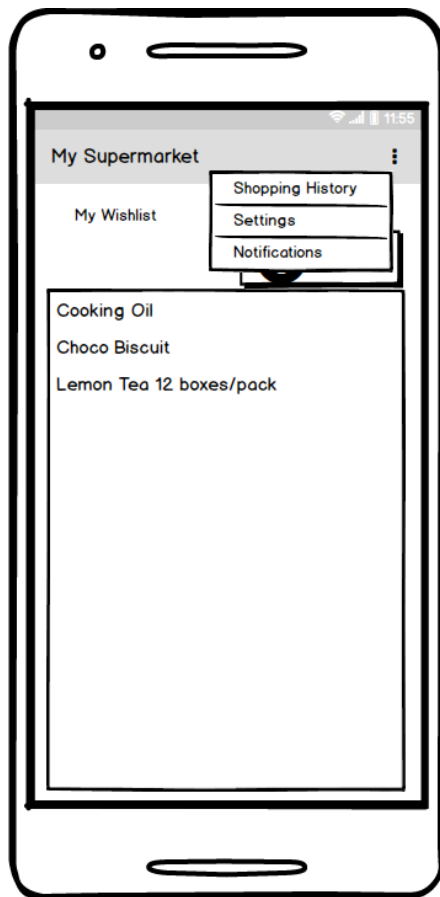 11:55
My Supermarket
Shopping History
My Wishlist
Settings
Notifications
Cooking Oil
Choco Biscuit
Lemon Tea 12 boxes/pack